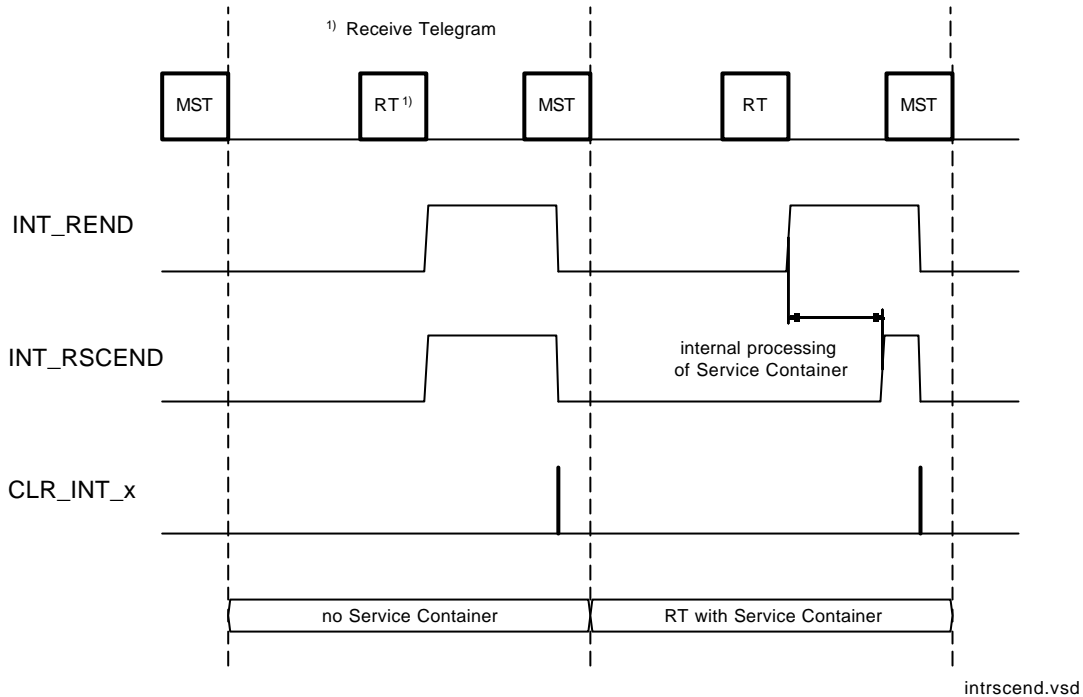 1) Receive Telegram
MST
RT 1)
MST
RT
MST
INT_REND
INT_RSCEND
internal processing
of Service Container
CLR_INT_x
no Service Container
RT with Service Container
intrscend.vsd